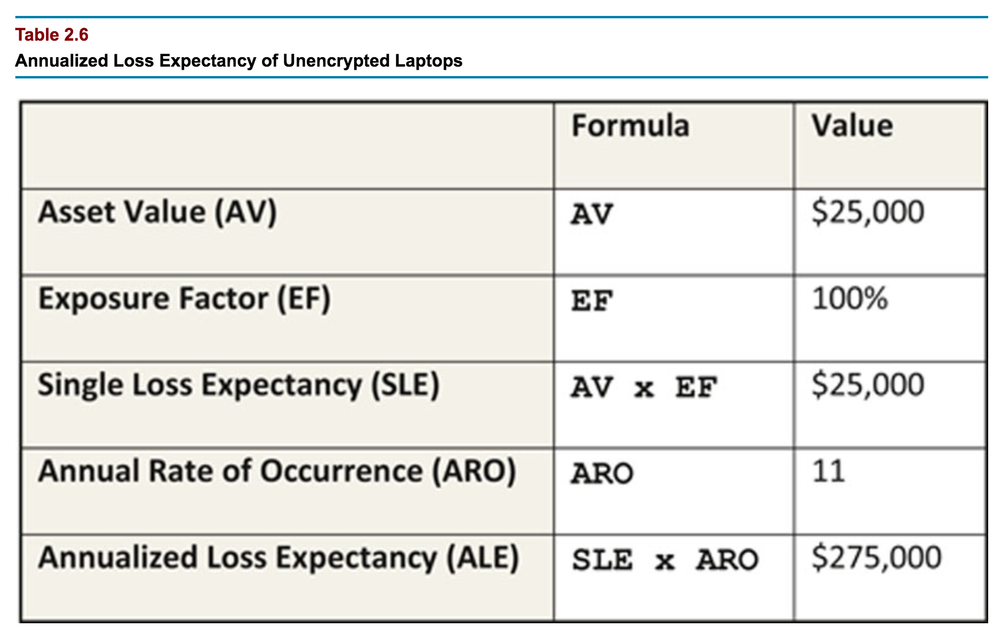 Table 2.6
Annualized Loss Expectancy of Unencrypted Laptops
Formula Value
Asset Value (AV) AV $25,000
Exposure Factor (EF) EF 100%
Single Loss Expectancy (SLE) AV x EF $25,000
Annual Rate of Occurrence (ARO) ARO 11
Annualized Loss Expectancy (ALE) SLE x ARO $275,000